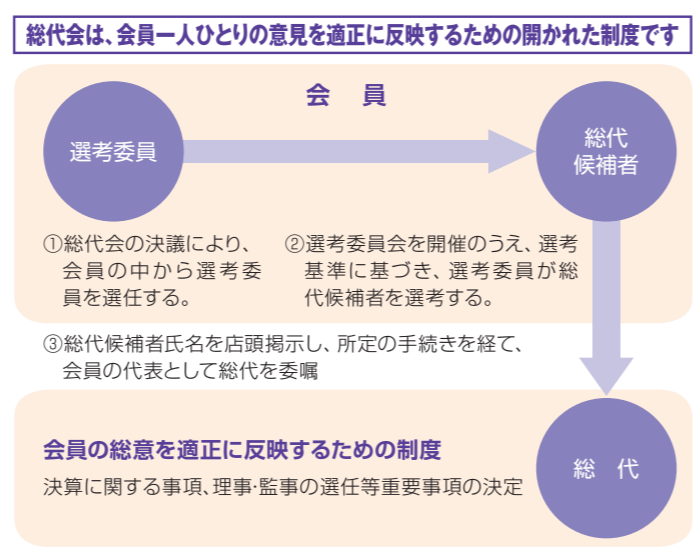 総代会は、会員一人ひとりの意見を適正に反映するための開かれた制度です
会　員
選考委員
総代
候補者
①総代会の決議により、
会員の中から選考委
員を選任する。
②選考委員会を開催のうえ、選考
基準に基づき、選考委員が総
代候補者を選考する。
③総代候補者氏名を店頭掲示し、所定の手続きを経て、
会員の代表として総代を委嘱
会員の総意を適正に反映するための制度
決算に関する事項、理事・監事の選任等重要事項の決定
総　代